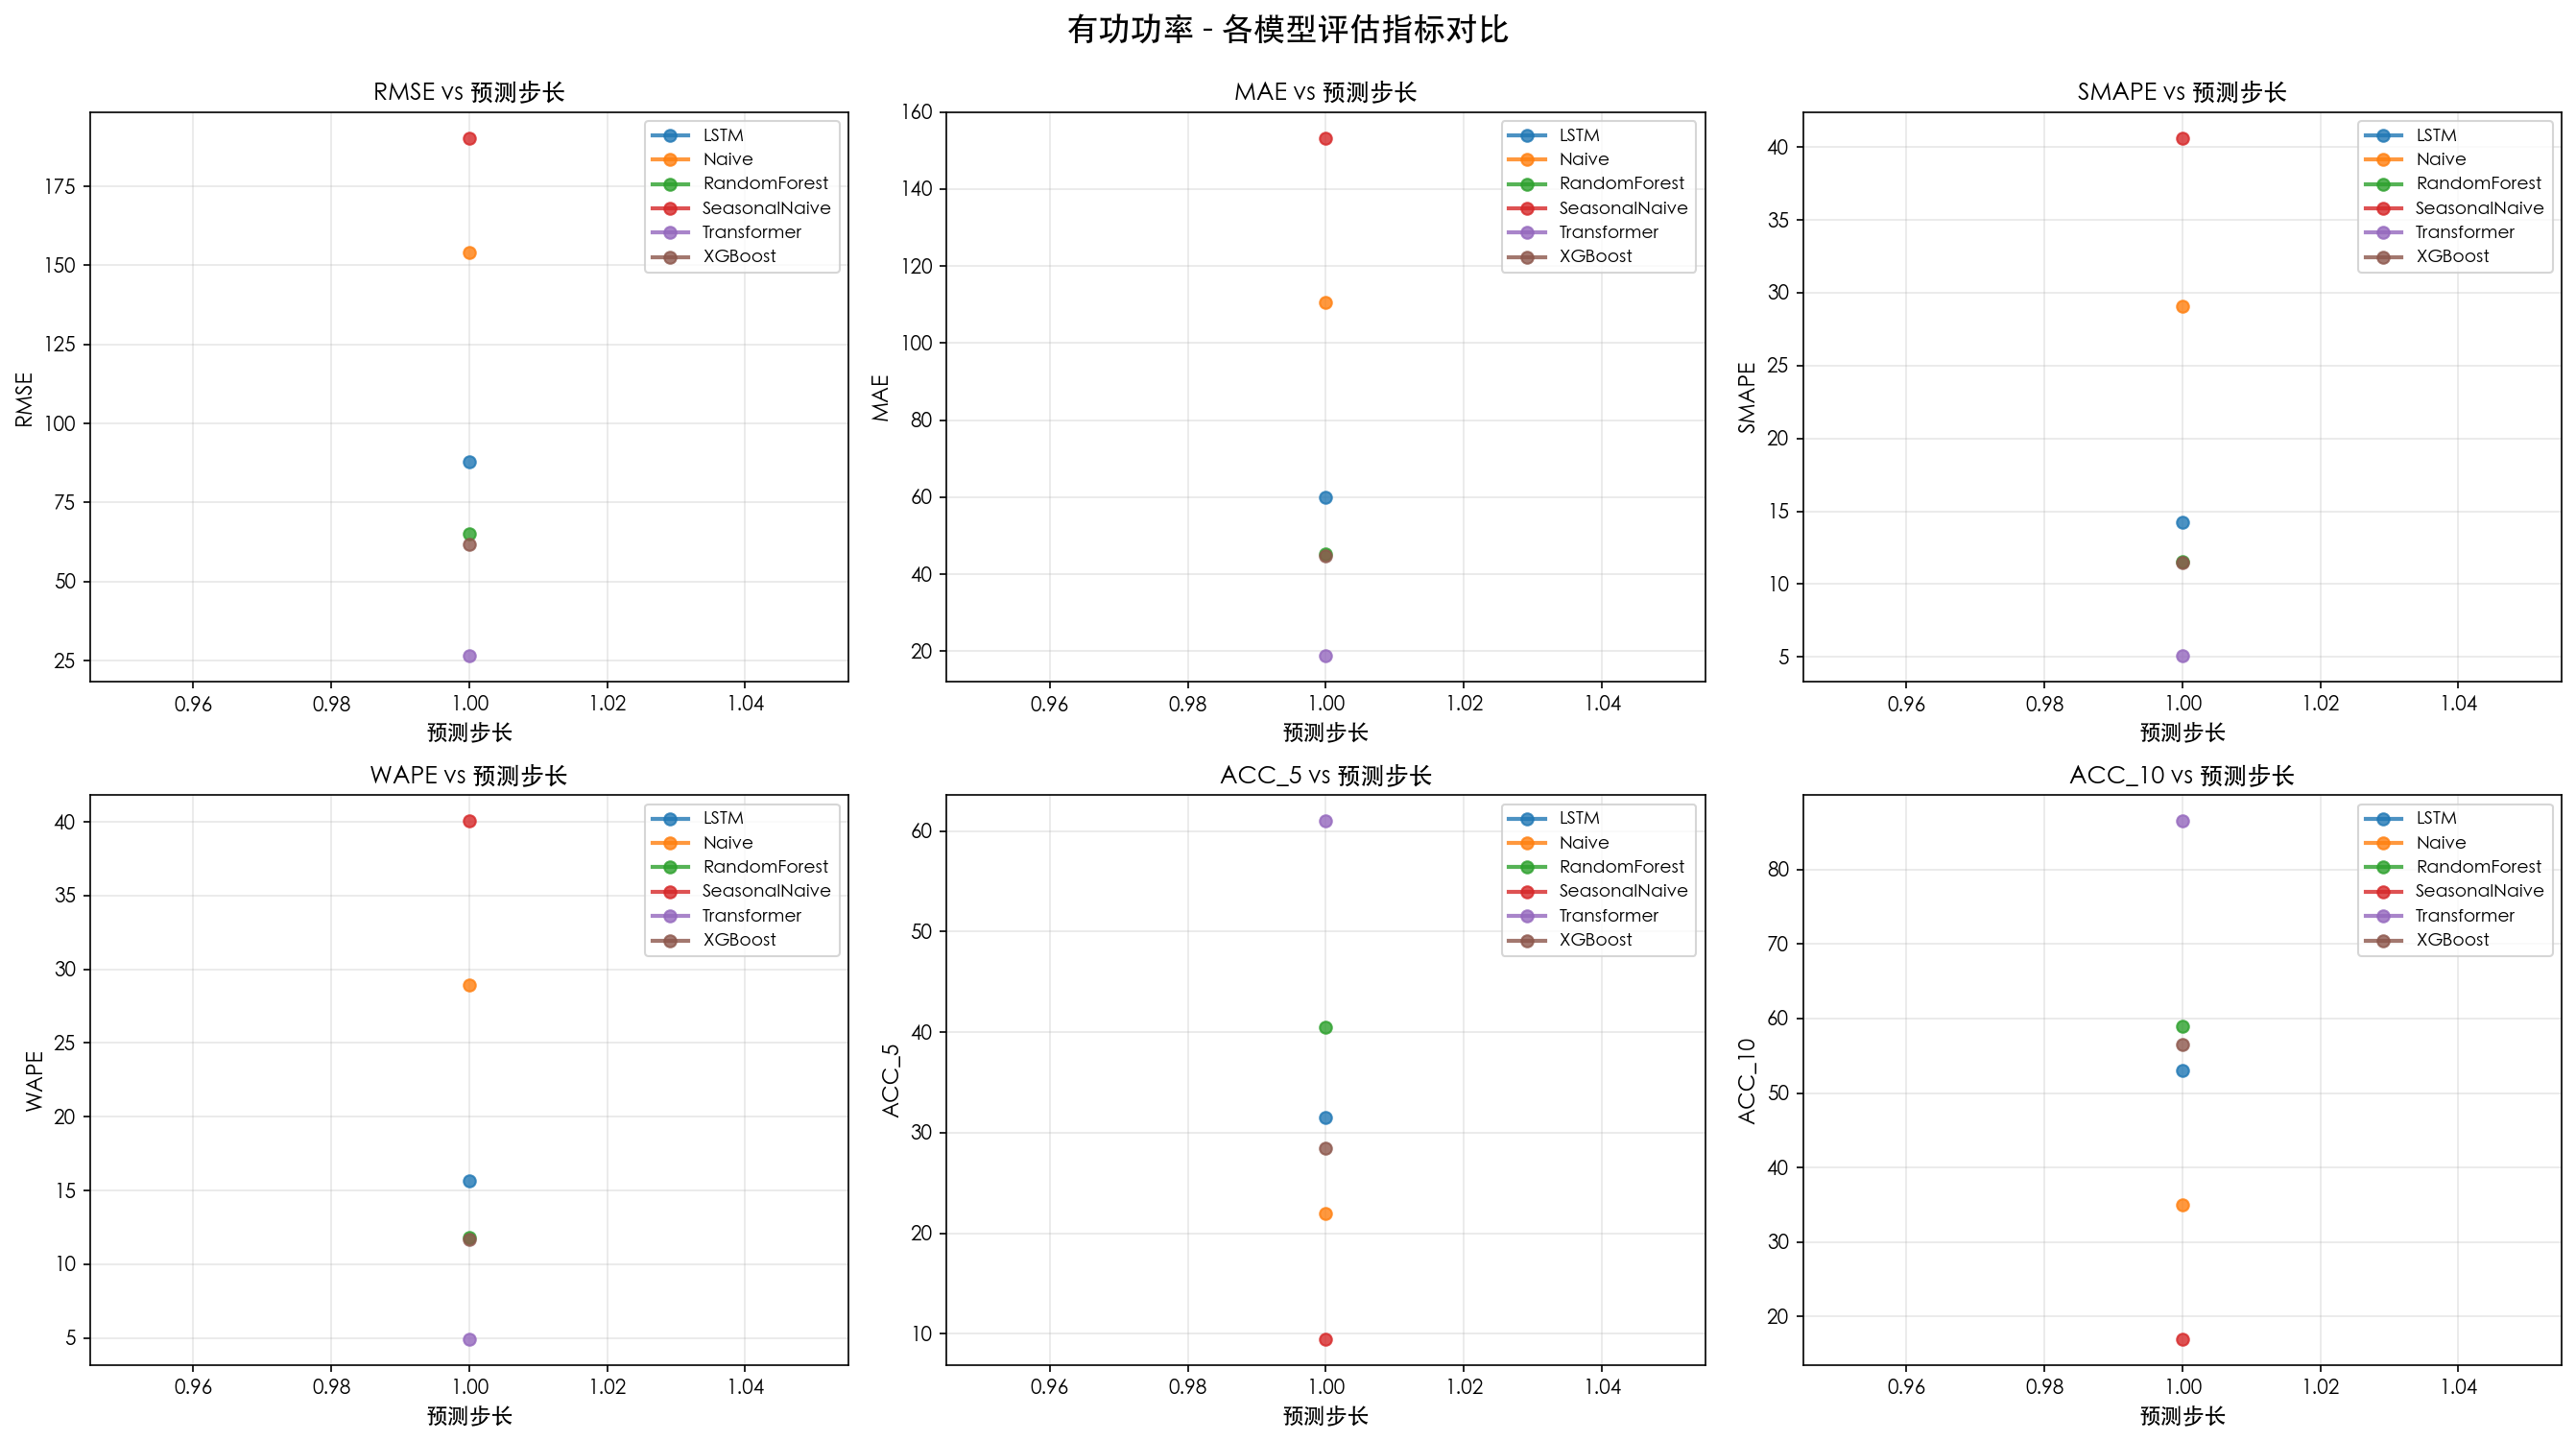 有功功率 - 各模型评估指标对比
RMSE vs 预测步长
RMSE
175
150
125
100
75
50
25
0.96 0.98 1.00 1.02 1.04
预测步长
LSTM
Naive
RandomForest
SeasonalNaive
Transformer
XGBoost
MAE vs 预测步长
MAE
160
140
120
100
80
60
40
20
0.96 0.98 1.00 1.02 1.04
预测步长
LSTM
Naive
RandomForest
SeasonalNaive
Transformer
XGBoost
SMAPE vs 预测步长
SMAPE
40
35
30
25
20
15
10
5
0.96 0.98 1.00 1.02 1.04
预测步长
LSTM
Naive
RandomForest
SeasonalNaive
Transformer
XGBoost
WAPE vs 预测步长
WAPE
40
35
30
25
20
15
10
5
0.96 0.98 1.00 1.02 1.04
预测步长
LSTM
Naive
RandomForest
SeasonalNaive
Transformer
XGBoost
ACC_5 vs 预测步长
ACC_5
60
50
40
30
20
10
0.96 0.98 1.00 1.02 1.04
预测步长
LSTM
Naive
RandomForest
SeasonalNaive
Transformer
XGBoost
ACC_10 vs 预测步长
ACC_10
80
70
60
50
40
30
20
0.96 0.98 1.00 1.02 1.04
预测步长
LSTM
Naive
RandomForest
SeasonalNaive
Transformer
XGBoost